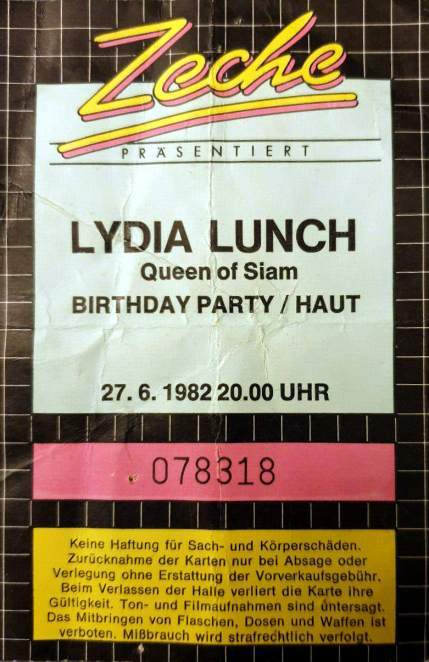 Zeche
PRÄSENTIERT
LYDIA LUNCH
Queen of Siam
BIRTHDAY PARTY / HAUT
27. 6. 1982 20.00 UHR
078318
Keine Haftung für Sach- und Körperschäden.
Zurücknahme der Karten nur bei Absage oder
Verlegung ohne Erstattung der Vorverkaufsgebühr.
Beim Verlassen der Halle verliert die Karte ihre
Gültigkeit. Ton- und Filmaufnahmen sind üntersagt.
Das Mitbringen von Flaschen, Dosen und Waffen ist
verboten. Mißbrauch wird strafrechtlich verfolgt.